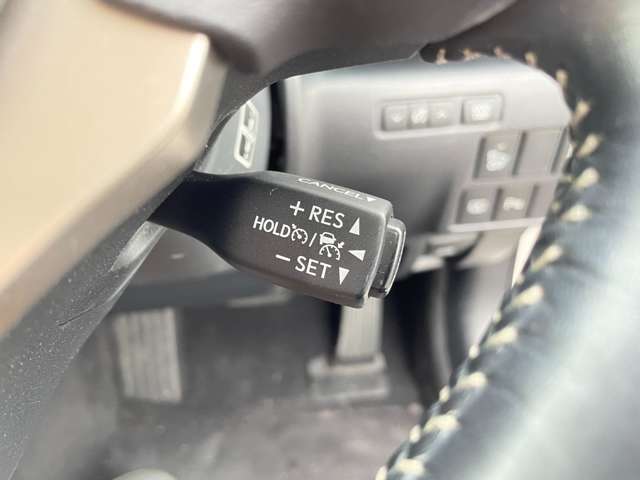 CANCEL▼
+ RES ▲
HOLD / ◀
− SET ▼